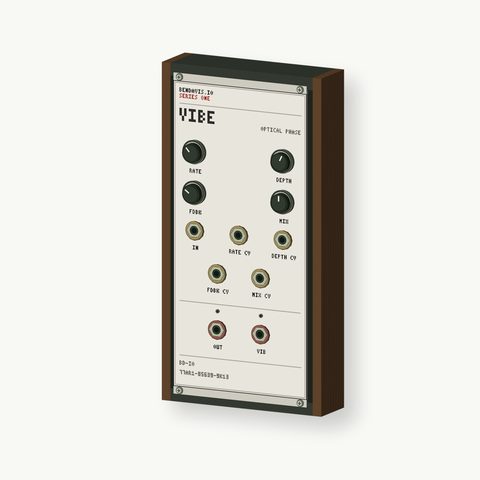 BENDAVIS.IO
SERIES ONE
VIBE
OPTICAL PHASE
RATE
DEPTH
FDBK
MIX
IN
RATE CV
DEPTH CV
FDBK CV
MIX CV
OUT
VIB